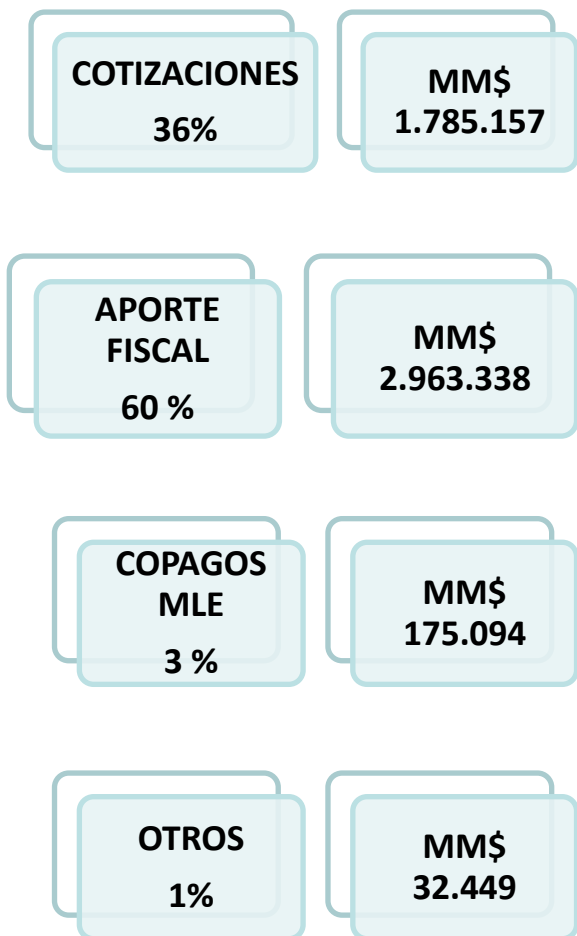 COTIZACIONES
36%
MM$
1.785.157
APORTE
FISCAL
60 %
MM$
2.963.338
COPAGOS
MLE
3 %
MM$
175.094
OTROS
1%
MM$
32.449